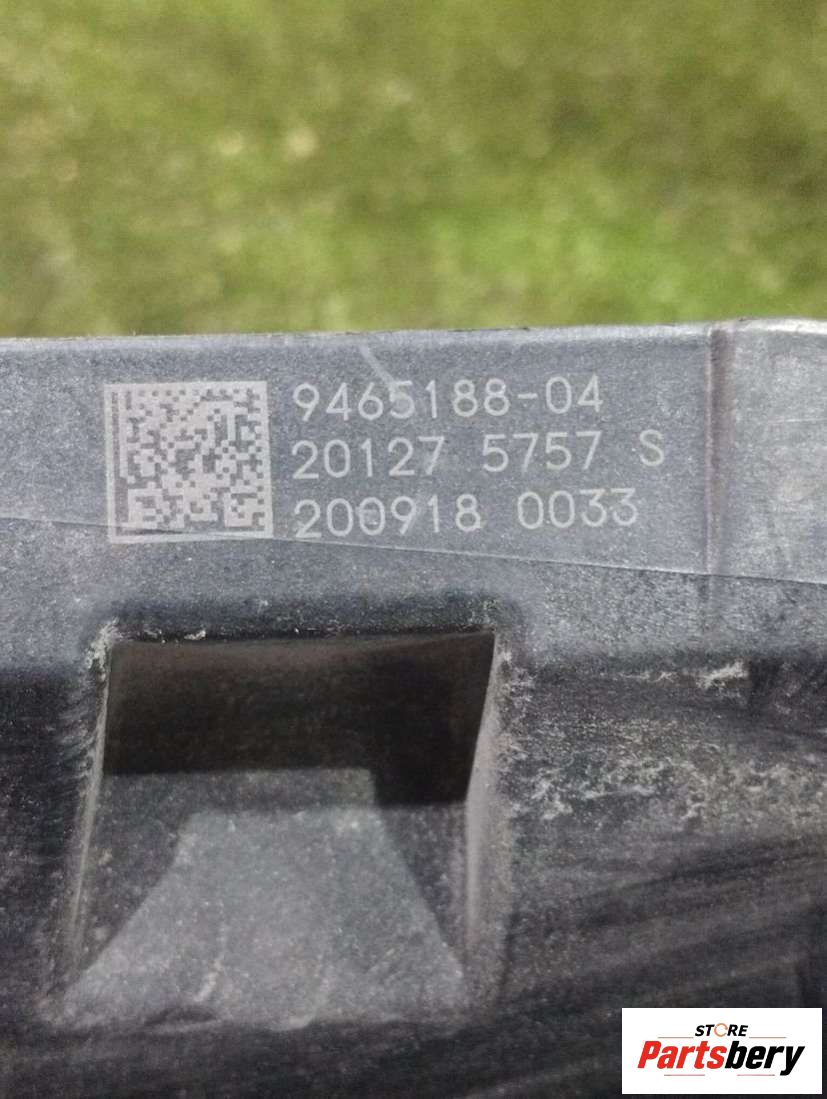 9465188-04
20127 5757 S
200918 0033
STORE
Partsbery